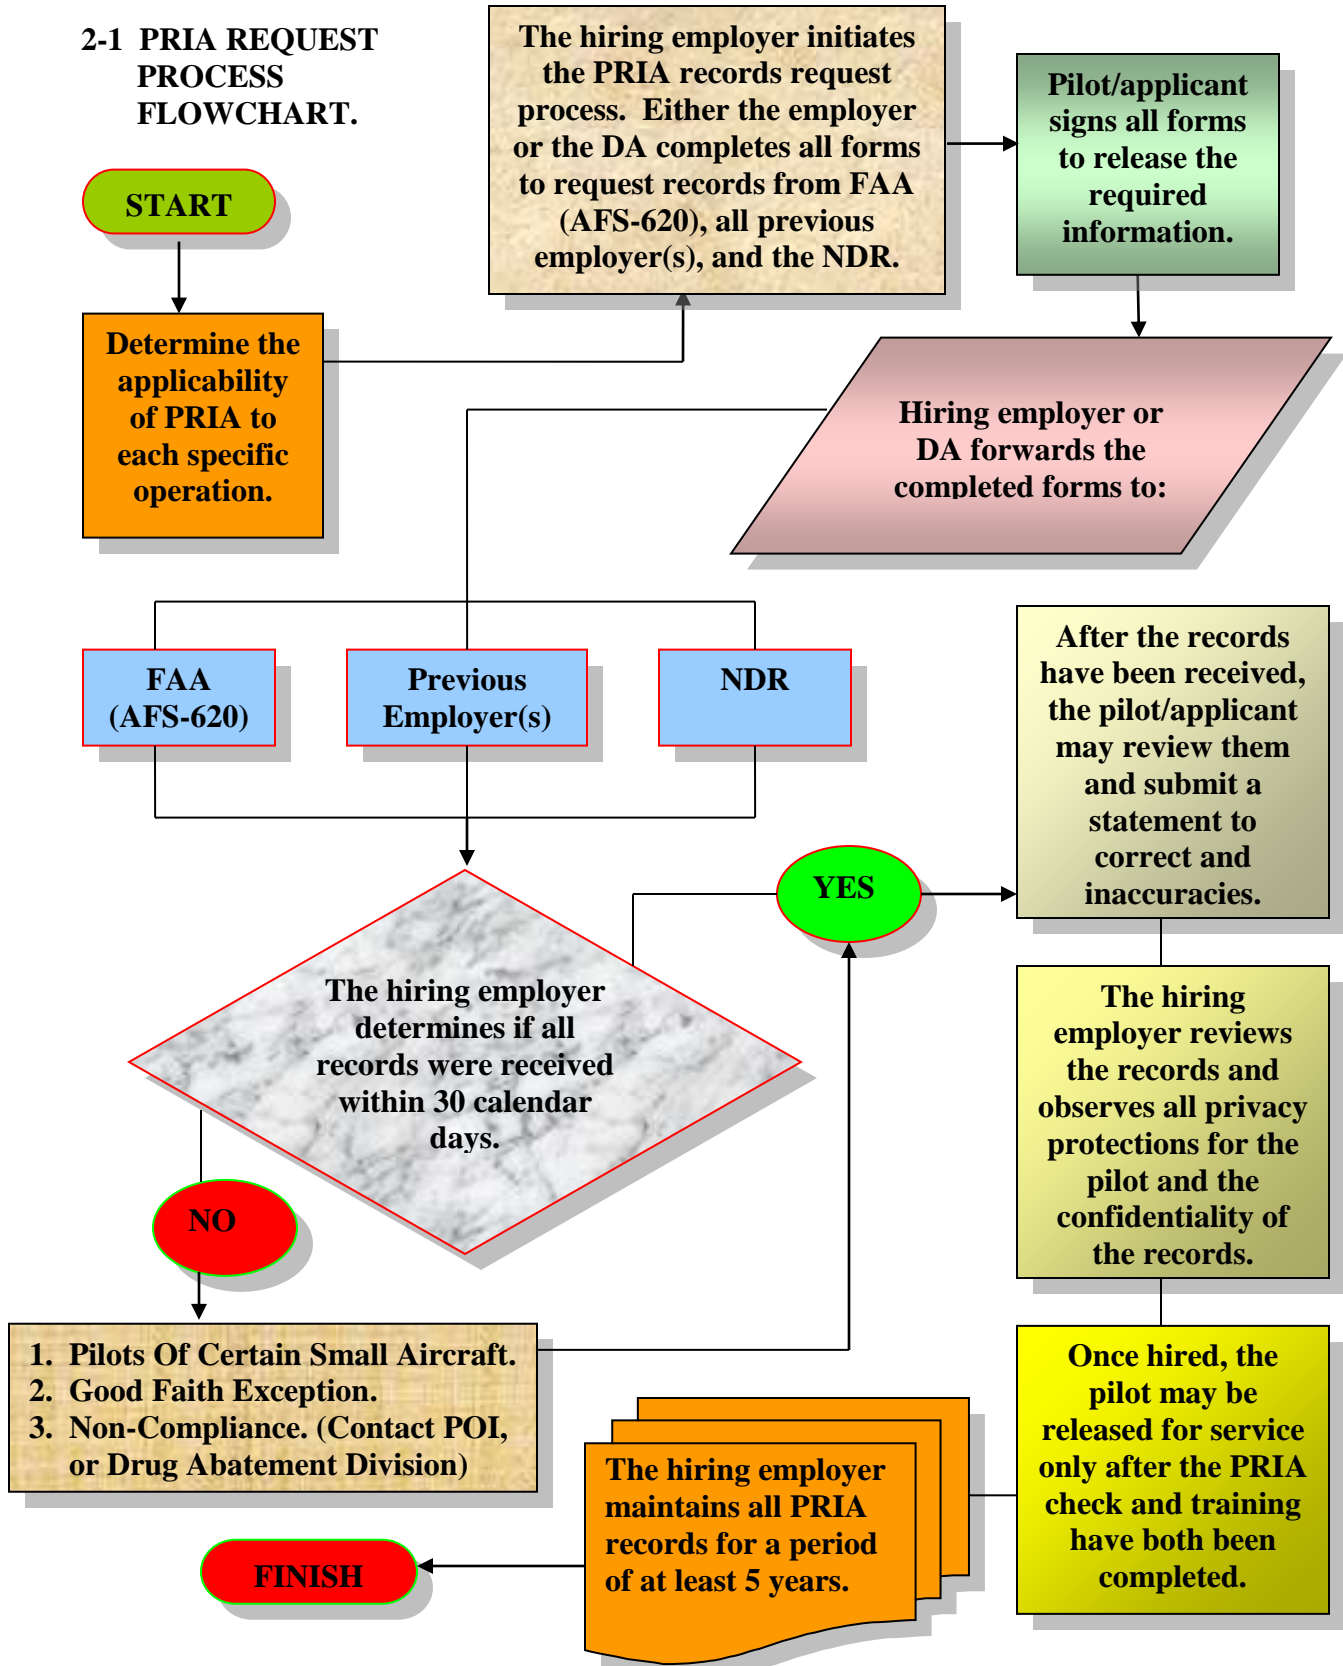 2-1 PRIA REQUEST
PROCESS
FLOWCHART.
START
Determine the
applicability
of PRIA to
each specific
operation.
The hiring employer initiates
the PRIA records request
process. Either the employer
or the DA completes all forms
to request records from FAA
(AFS-620), all previous
employer(s), and the NDR.
Pilot/applicant
signs all forms
to release the
required
information.
Hiring employer or
DA forwards the
completed forms to:
FAA
(AFS-620)
Previous
Employer(s)
NDR
The hiring employer
determines if all
records were received
within 30 calendar
days.
YES
NO
1. Pilots Of Certain Small Aircraft.
2. Good Faith Exception.
3. Non-Compliance. (Contact POI,
or Drug Abatement Division)
After the records
have been received,
the pilot/applicant
may review them
and submit a
statement to
correct and
inaccuracies.
The hiring
employer reviews
the records and
observes all privacy
protections for the
pilot and the
confidentiality of
the records.
Once hired, the
pilot may be
released for service
only after the PRIA
check and training
have both been
completed.
The hiring employer
maintains all PRIA
records for a period
of at least 5 years.
FINISH